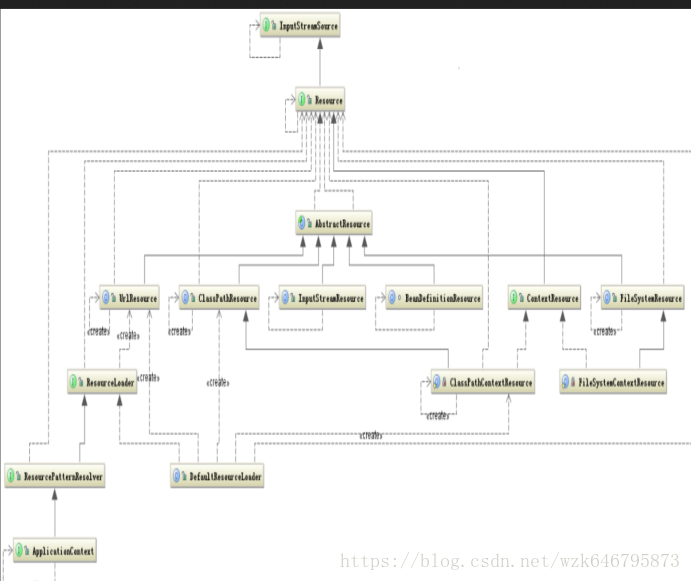 InputStreamSource
Resource
AbstractResource
UrlResource
ClassPathResource
InputStreamResource
BeanDefinitionResource
ContextResource
FileSystemResource
«create»
«create»
«create»
«create»
ResourceLoader
«create»
«create»
ClassPathContextResource
FileSystemContextResource
«create»
«create»
ResourcePatternResolver
DefaultResourceLoader
ApplicationContext
https://blog.csdn.net/wzk646795873